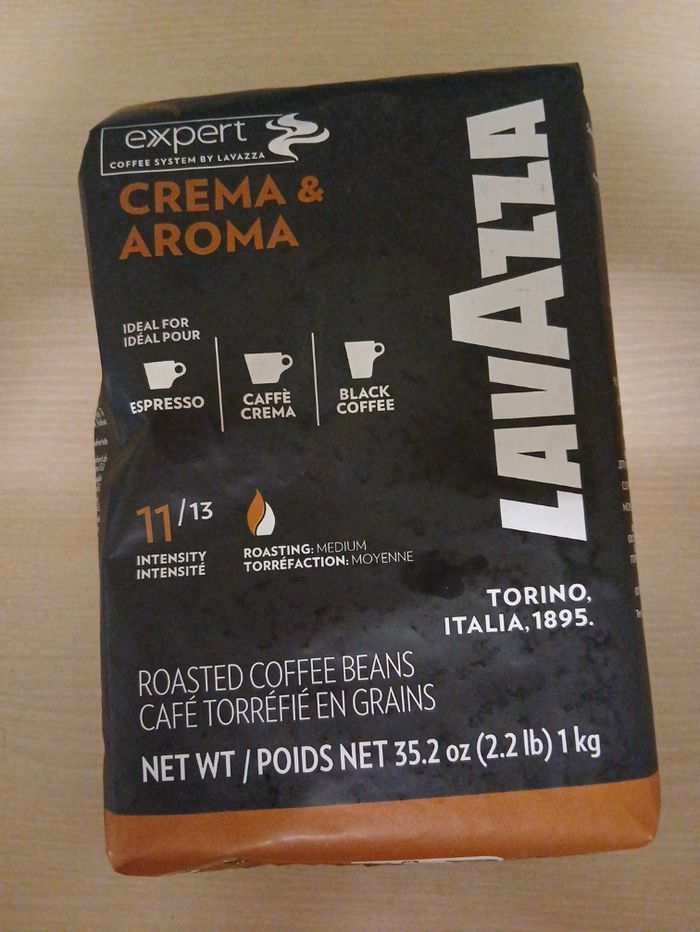 expert
COFFEE SYSTEM BY LAVAZZA
CREMA &
AROMA
LAVAZZA
IDEAL FOR
IDÉAL POUR
ESPRESSO
CAFFÈ
CREMA
BLACK
COFFEE
11/13
INTENSITY
INTENSITÉ
ROASTING: MEDIUM
TORRÉFACTION: MOYENNE
TORINO,
ITALIA, 1895.
ROASTED COFFEE BEANS
CAFÉ TORRÉFIÉ EN GRAINS
NET WT / POIDS NET 35.2 oz (2.2 lb) 1 kg